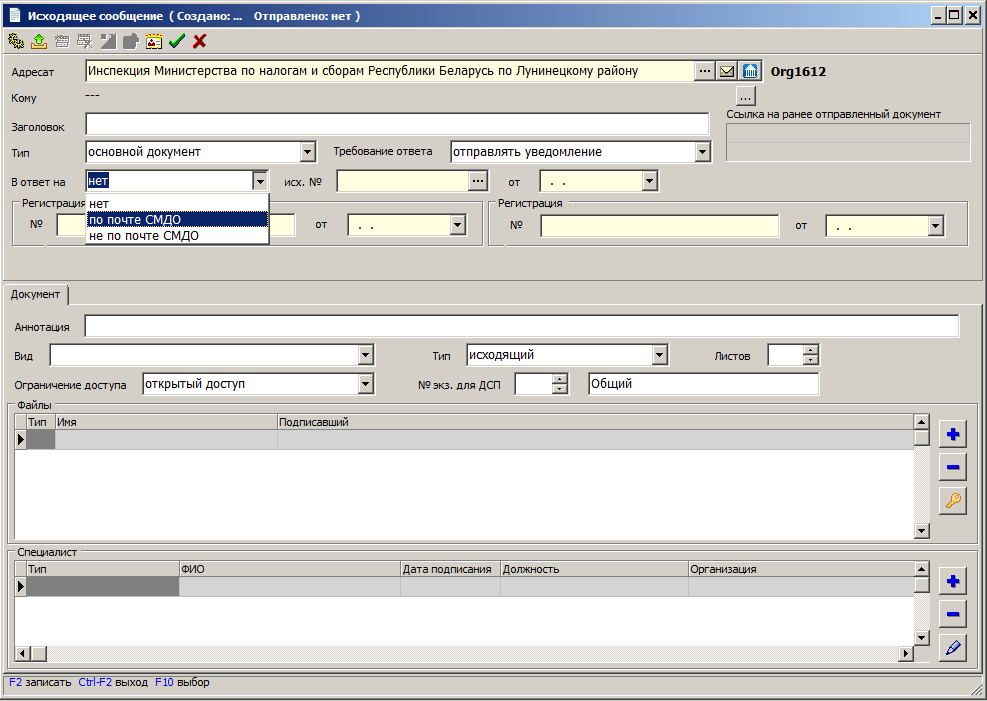 Исходящее сообщение ( Создано: ... Отправлено: нет )
Адресат Инспекция Министерства по налогам и сборам Республики Беларусь по Лунинецкому району ... Org1612
Кому --- ...
Ссылка на ранее отправленный документ
Заголовок
Тип основной документ Требование ответа отправлять уведомление
В ответ на нет исх. № ... от . .
нет
по почте СМДО
не по почте СМДО
Регистрация Регистрация
№ от . . № от . .
Документ
Аннотация
Вид Тип исходящий Листов
Ограничение доступа открытый доступ № экз. для ДСП Общий
Файлы
Тип Имя Подписавший
Специалист
Тип ФИО Дата подписания Должность Организация
F2 записать Ctrl-F2 выход F10 выбор